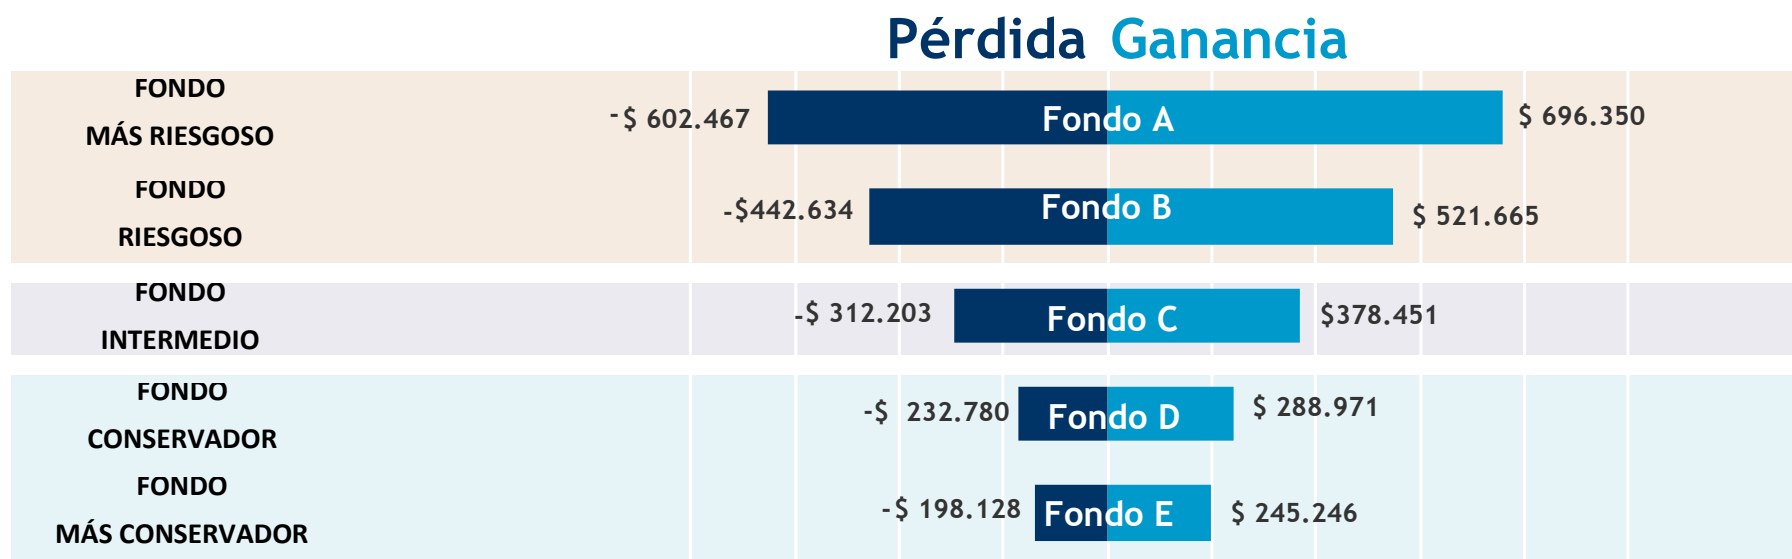 Pérdida Ganancia
FONDO
MÁS RIESGOSO
-$ 602.467
Fondo A
$ 696.350
FONDO
RIESGOSO
-$442.634
Fondo B
$ 521.665
FONDO
INTERMEDIO
-$ 312.203
Fondo C
$378.451
FONDO
CONSERVADOR
-$ 232.780
Fondo D
$ 288.971
FONDO
MÁS CONSERVADOR
-$ 198.128
Fondo E
$ 245.246